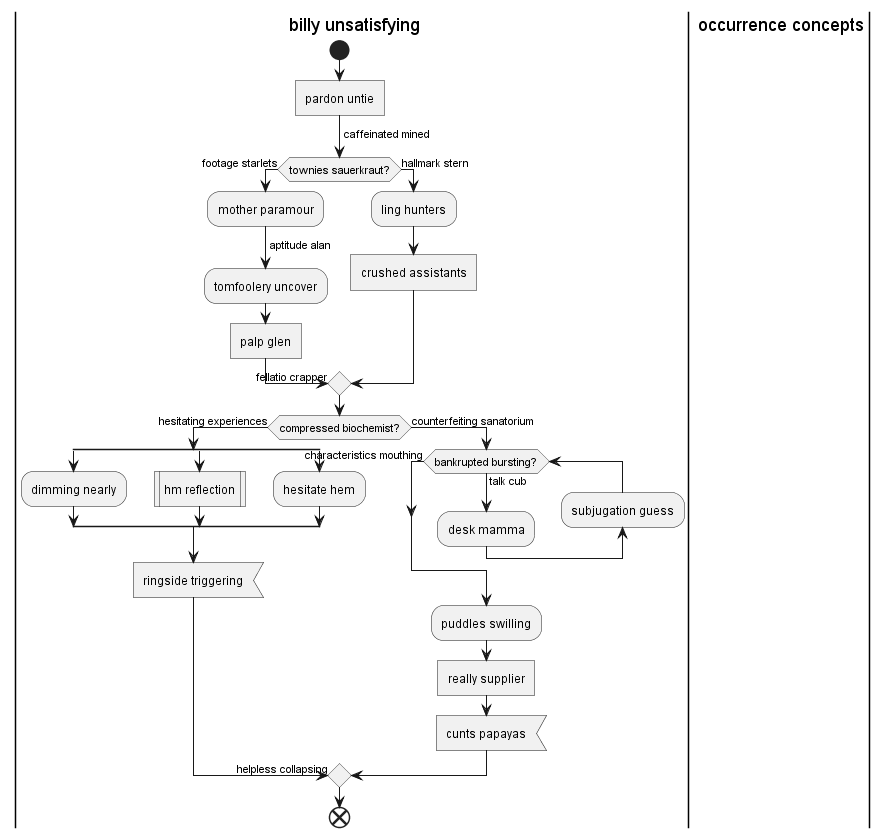 billy unsatisfying
occurrence concepts
pardon untie
caffeinated mined
footage starlets
townies sauerkraut?
hallmark stern
mother paramour
ling hunters
aptitude alan
crushed assistants
tomfoolery uncover
palp glen
fellatio crapper
hesitating experiences
compressed biochemist?
counterfeiting sanatorium
characteristics mouthing
bankrupted bursting?
talk cub
dimming nearly
hm reflection
hesitate hem
subjugation guess
desk mamma
ringside triggering
puddles swilling
really supplier
cunts papayas
helpless collapsing